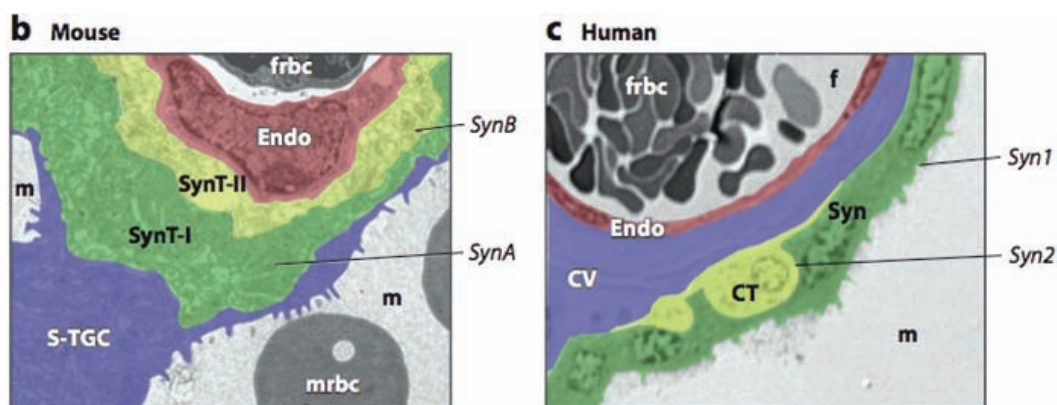 b Mouse
frbc
Endo
SynB
SynT-II
m
SynT-I
SynA
m
S-TGC
mrbc
c Human
frbc
f
Syn1
Endo
Syn
Syn2
CV
CT
m